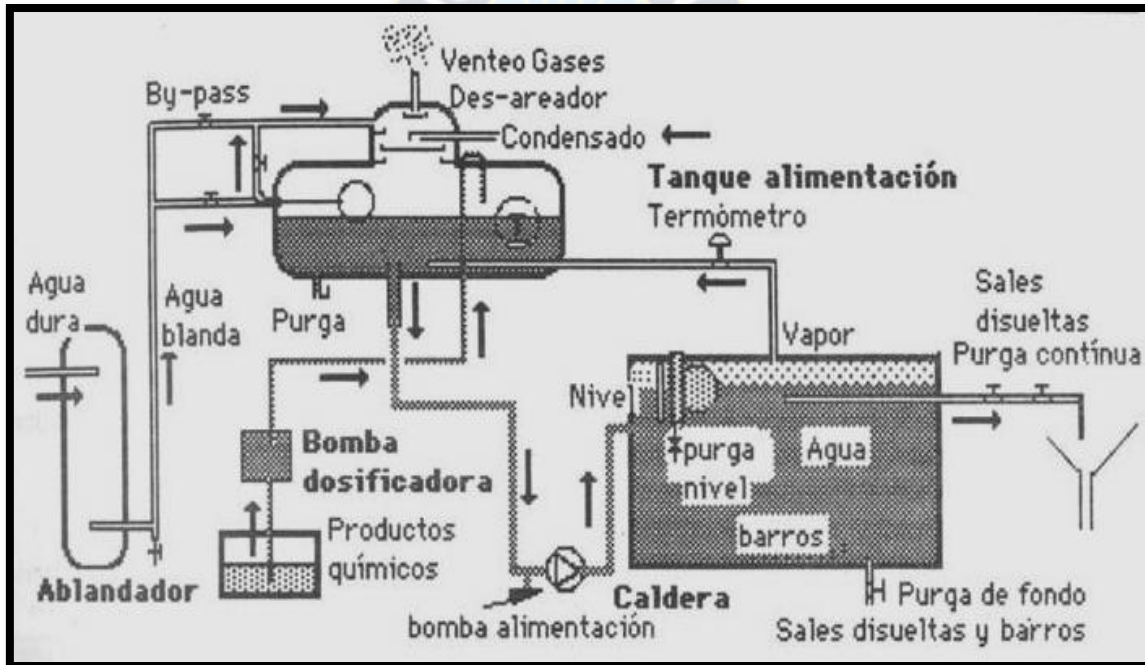 Venteo Gases
Des-areador
By-pass
Condensado
Tanque alimentación
Termómetro
Agua
dura
Agua
blanda
Purga
Sales
disueltas
Purga contínua
Vapor
Nivel
purga
nivel
Agua
barros
Bomba
dosificadora
Productos
químicos
Ablandador
bomba alimentación
Caldera
Purga de fondo
Sales disueltas y barros